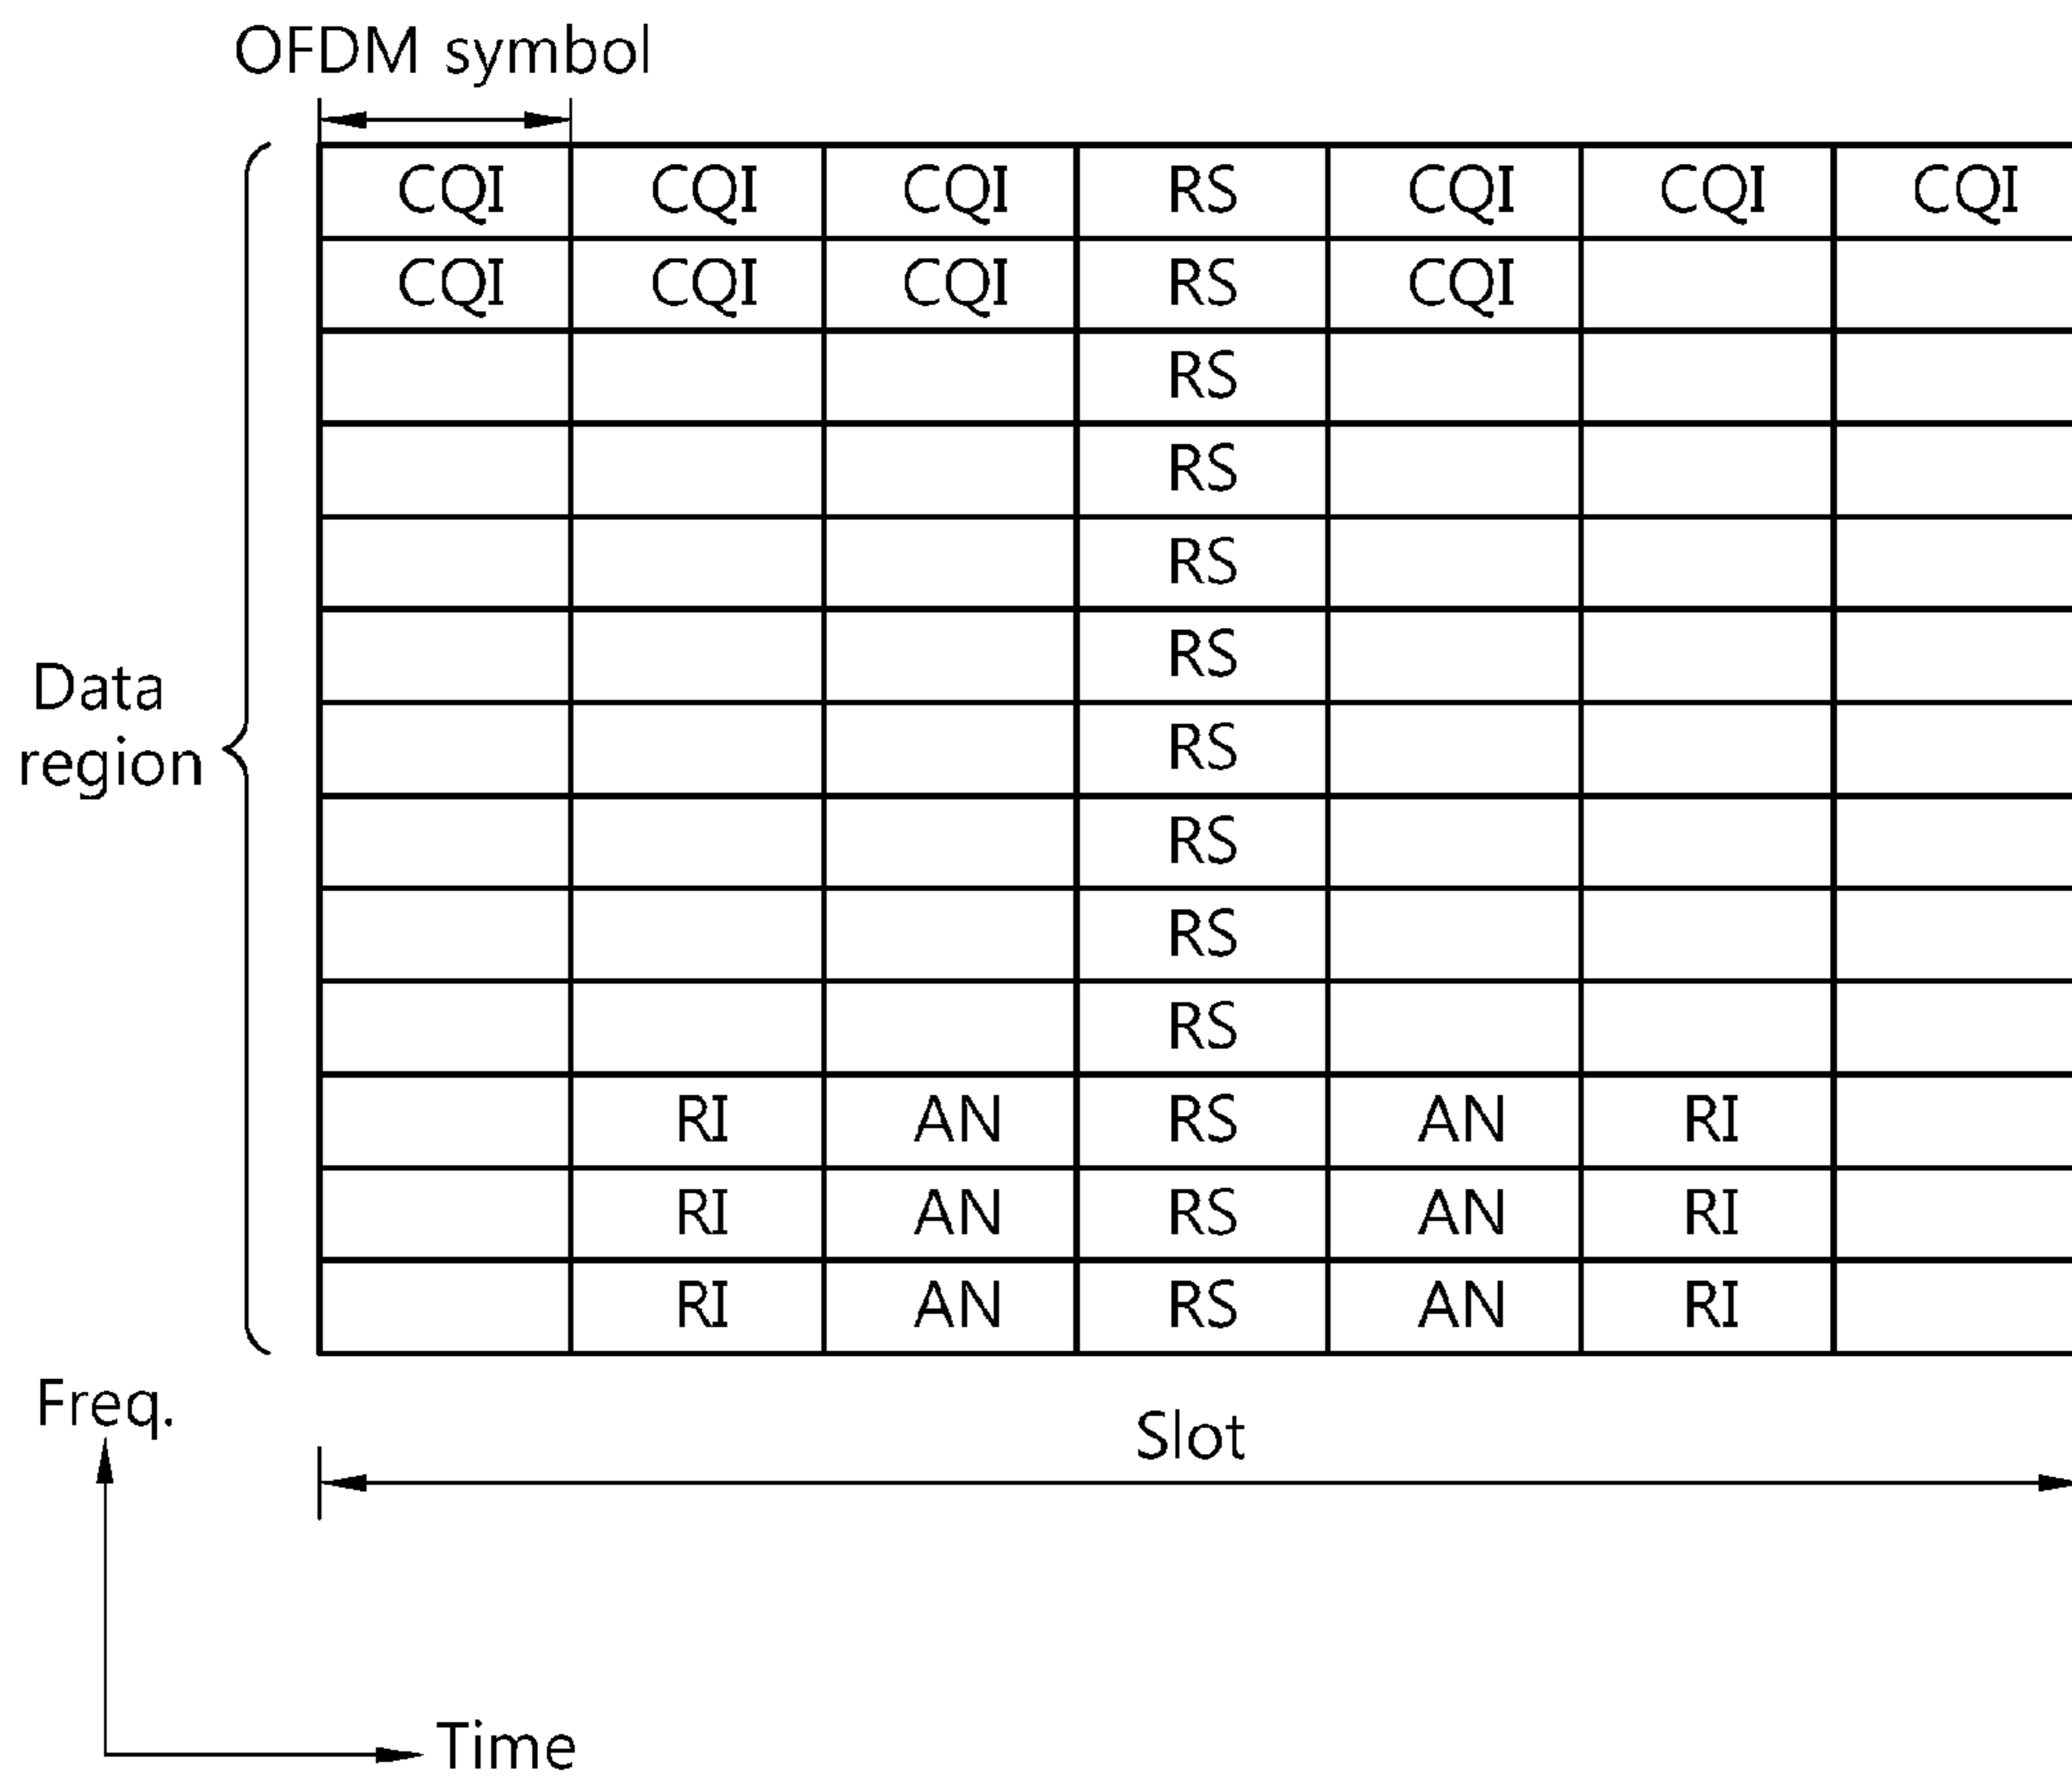 OFDM symbol
CQI CQI CQI RS CQI CQI CQI
CQI CQI CQI RS CQI
RS
RS
RS
RS
Data
region
RS
RS
RS
RS
RI AN RS AN RI
RI AN RS AN RI
RI AN RS AN RI
Freq.
Slot
Time